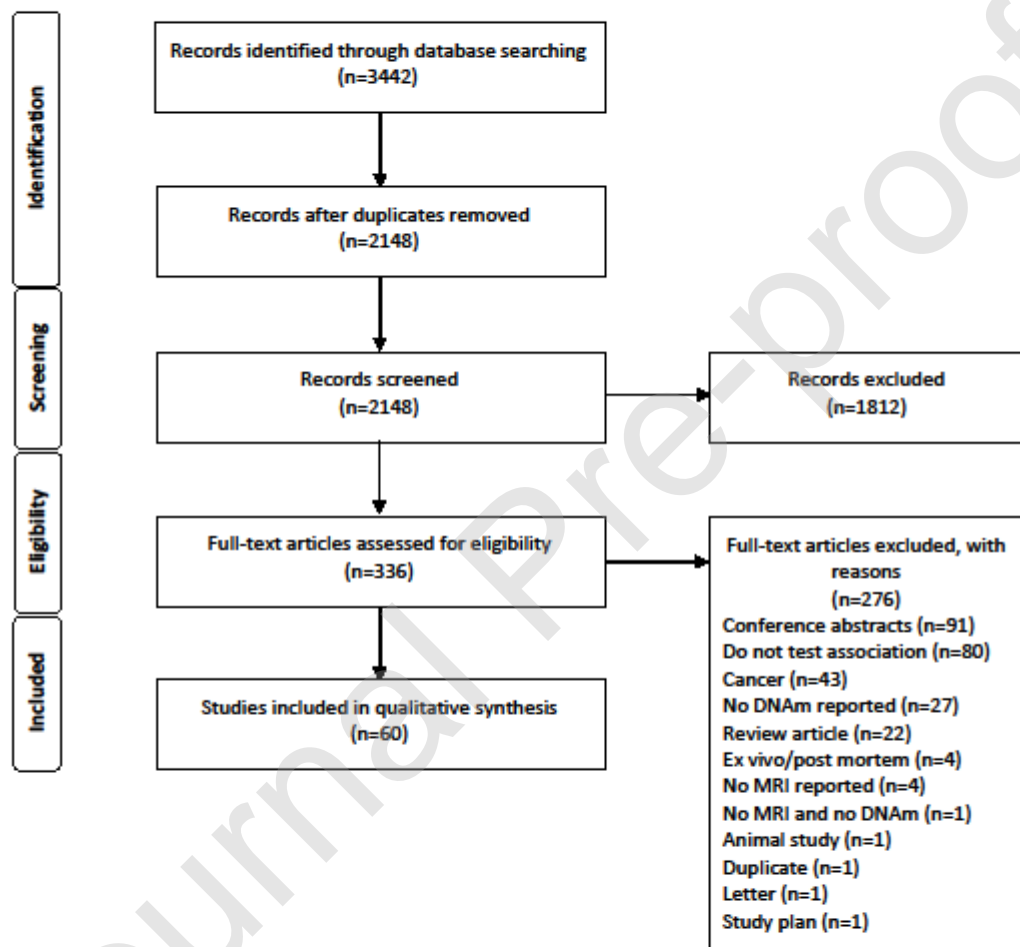 Identification
Records identified through database searching
(n=3442)
Records after duplicates removed
(n=2148)
Screening
Records screened
(n=2148)
Records excluded
(n=1812)
Eligibility
Full-text articles assessed for eligibility
(n=336)
Full-text articles excluded, with
reasons
(n=276)
Conference abstracts (n=91)
Do not test association (n=80)
Cancer (n=43)
No DNAm reported (n=27)
Review article (n=22)
Ex vivo/post mortem (n=4)
No MRI reported (n=4)
No MRI and no DNAm (n=1)
Animal study (n=1)
Duplicate (n=1)
Letter (n=1)
Study plan (n=1)
Included
Studies included in qualitative synthesis
(n=60)
urnal Pre-proof